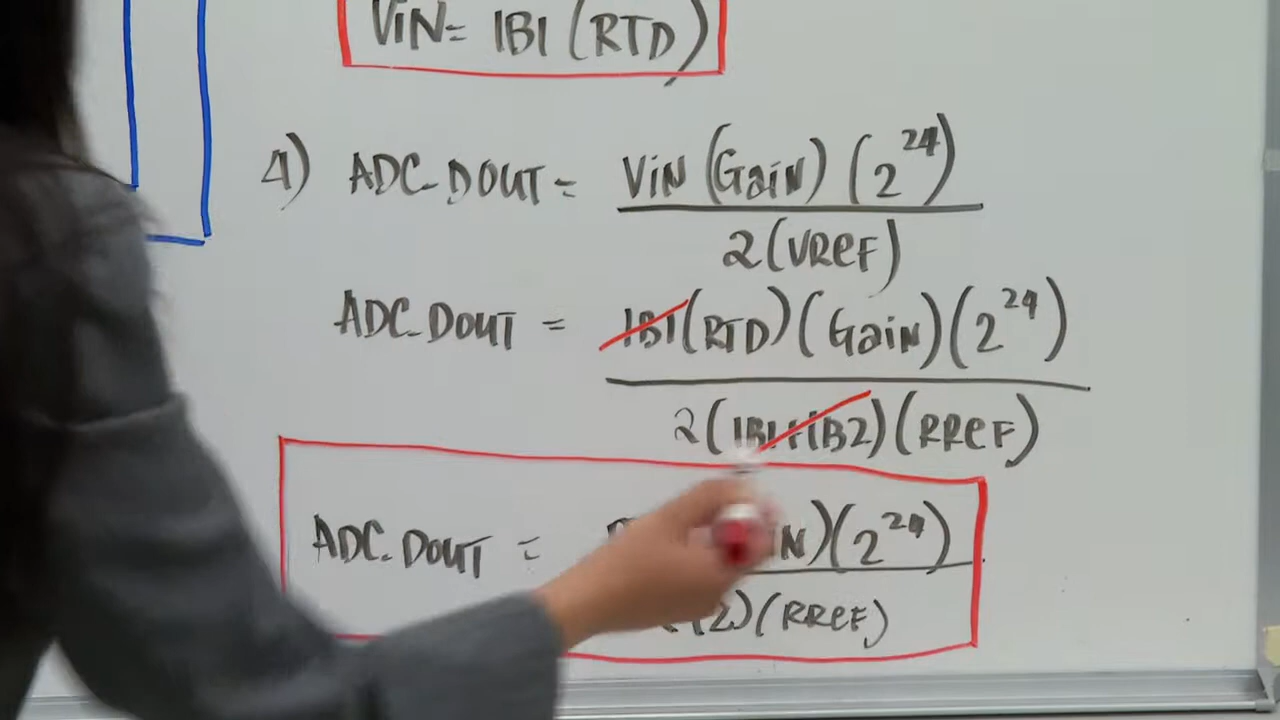 VIN= IB1 (RTD)
4) ADC_DOUT = VIN (GAIN) (2^24)
2(VREF)
ADC_DOUT = IB1(RTD)(GAIN)(2^24)
2(IB1+IB2)(RREF)
ADC_DOUT = (2^24)
(2)(RREF)